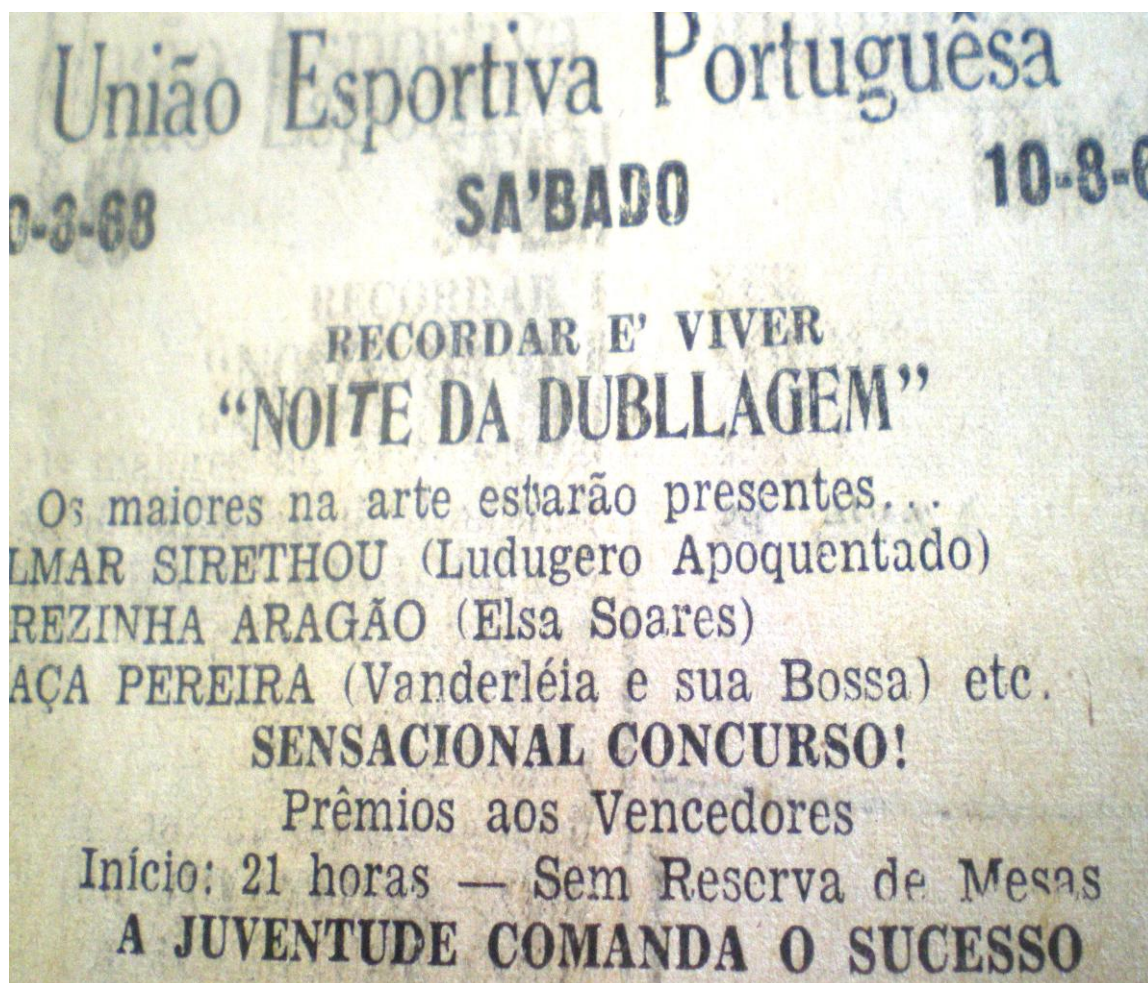 União Esportiva Portuguêsa
0-8-68 SA'BADO 10-8-6
RECORDAR E' VIVER
“NOITE DA DUBLLAGEM”
Os maiores na arte estarão presentes...
LMAR SIRETHOU (Ludugero Apoquentado)
REZINHA ARAGÃO (Elsa Soares)
AÇA PEREIRA (Vanderléia e sua Bossa) etc.
SENSACIONAL CONCURSO!
Prêmios aos Vencedores
Início: 21 horas — Sem Reserva de Mesas
A JUVENTUDE COMANDA O SUCESSO